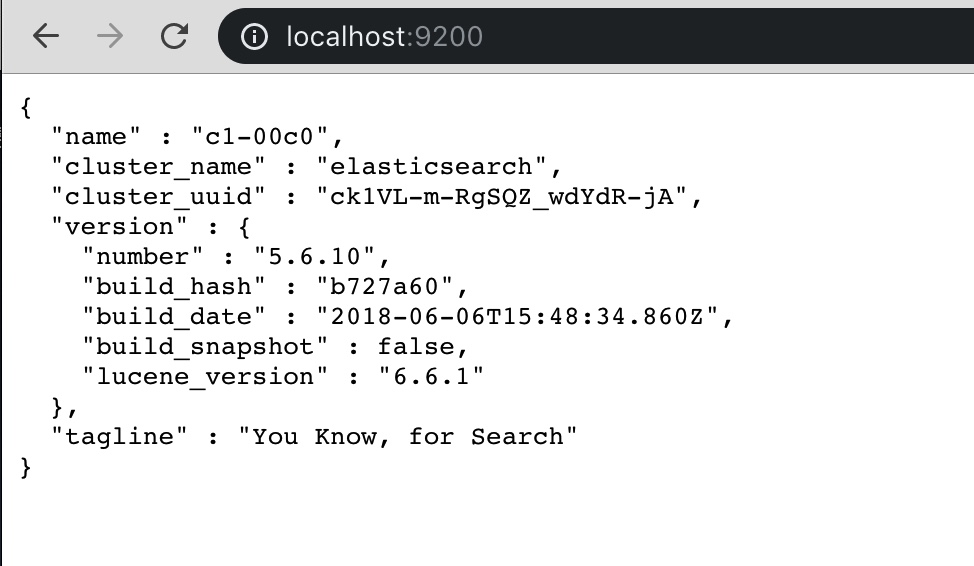 localhost:9200
{
  "name" : "c1-00c0",
  "cluster_name" : "elasticsearch",
  "cluster_uuid" : "ck1VL-m-RgSQZ_wdYdR-jA",
  "version" : {
    "number" : "5.6.10",
    "build_hash" : "b727a60",
    "build_date" : "2018-06-06T15:48:34.860Z",
    "build_snapshot" : false,
    "lucene_version" : "6.6.1"
  },
  "tagline" : "You Know, for Search"
}